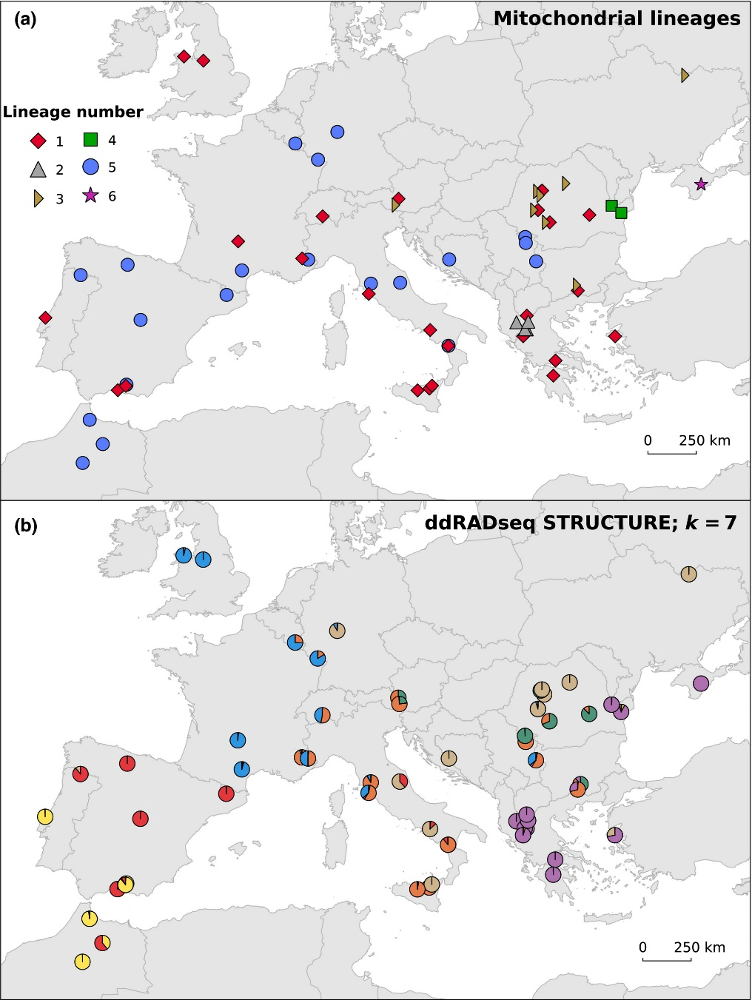 (a)
Mitochondrial lineages
Lineage number
1
4
2
5
3
6
0 250 km
(b)
ddRADseq STRUCTURE; k = 7
0 250 km